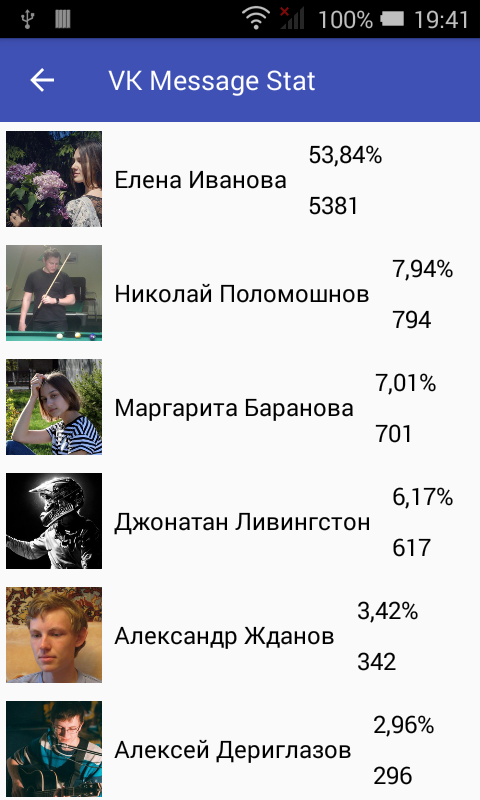 100% 19:41
VK Message Stat
Елена Иванова
53,84%
5381
Николай Поломошнов
7,94%
794
Маргарита Баранова
7,01%
701
Джонатан Ливингстон
6,17%
617
Александр Жданов
3,42%
342
Алексей Дериглазов
2,96%
296